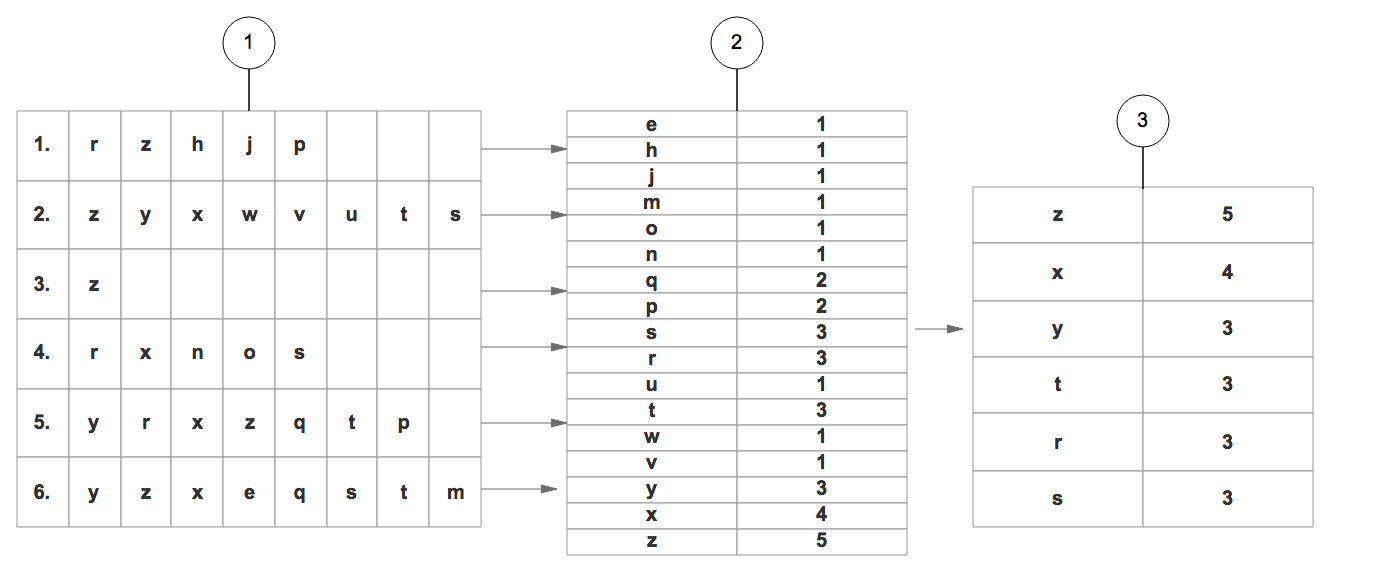 1
2
3
1. r z h j p
2. z y x w v u t s
3. z
4. r x n o s
5. y r x z q t p
6. y z x e q s t m
e 1
h 1
j 1
m 1
o 1
n 1
q 2
p 2
s 3
r 3
u 1
t 3
w 1
v 1
y 3
x 4
z 5
z 5
x 4
y 3
t 3
r 3
s 3